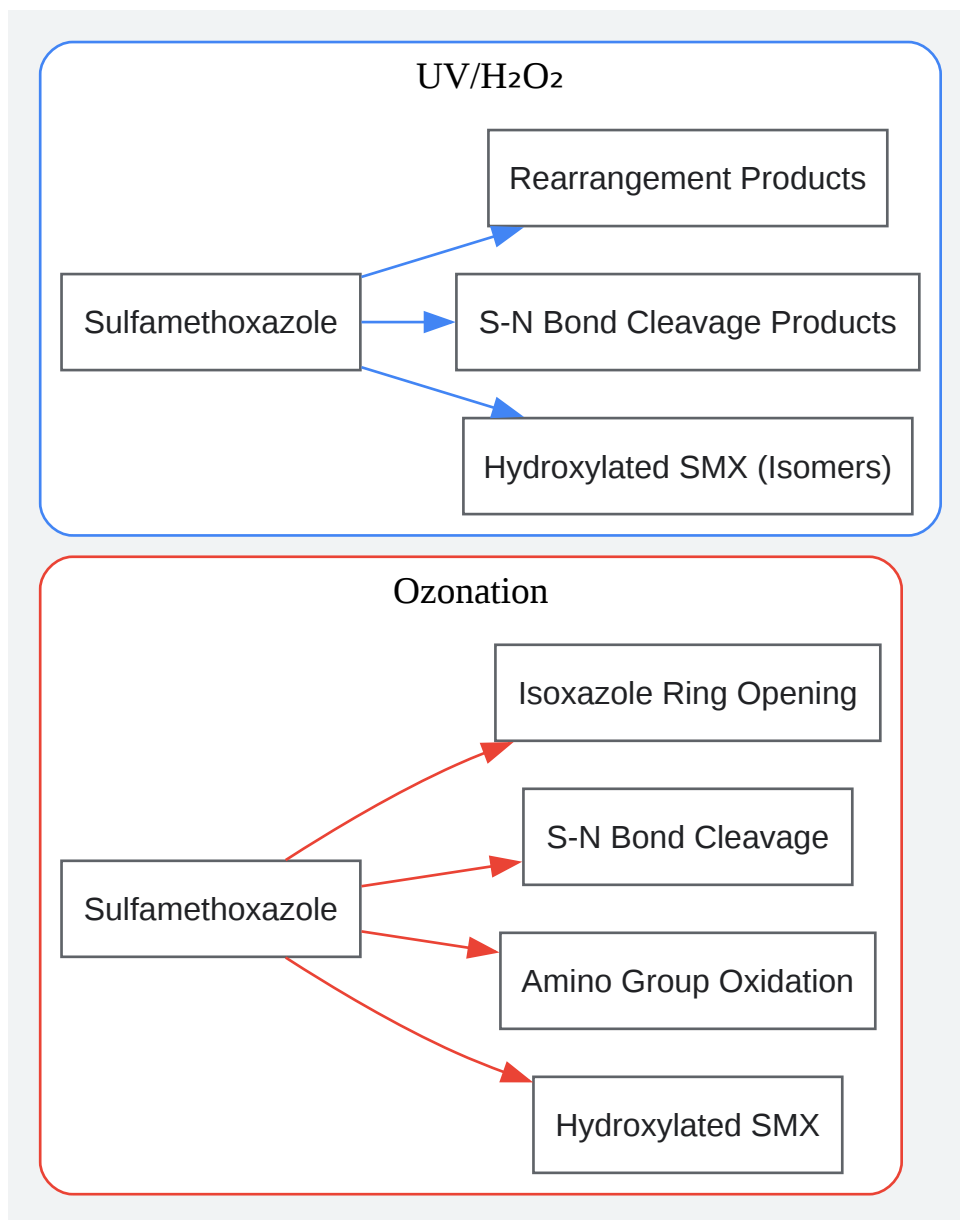 UV/H₂O₂
Rearrangement Products
Sulfamethoxazole
S-N Bond Cleavage Products
Hydroxylated SMX (Isomers)
Ozonation
Isoxazole Ring Opening
S-N Bond Cleavage
Sulfamethoxazole
Amino Group Oxidation
Hydroxylated SMX